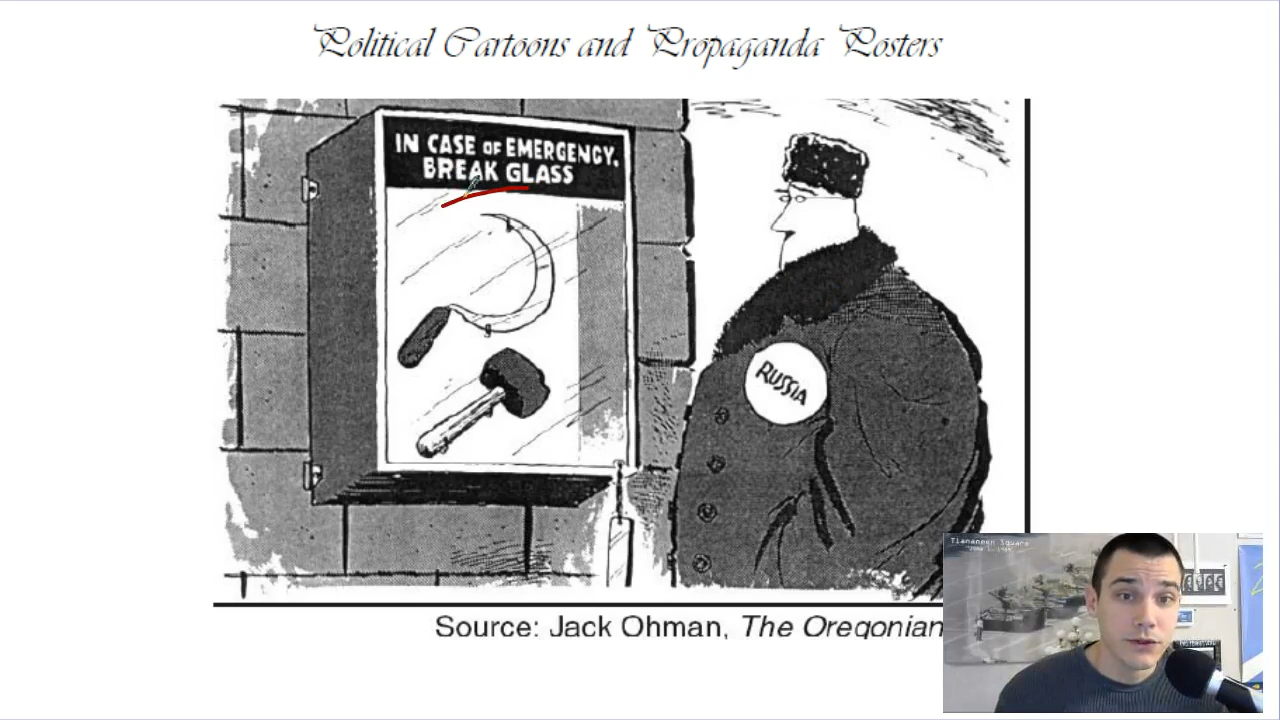 Political Cartoons and Propaganda Posters
IN CASE OF EMERGENCY,
BREAK GLASS
RUSSIA
Source: Jack Ohman, The Oregonian
Tiananmen Square